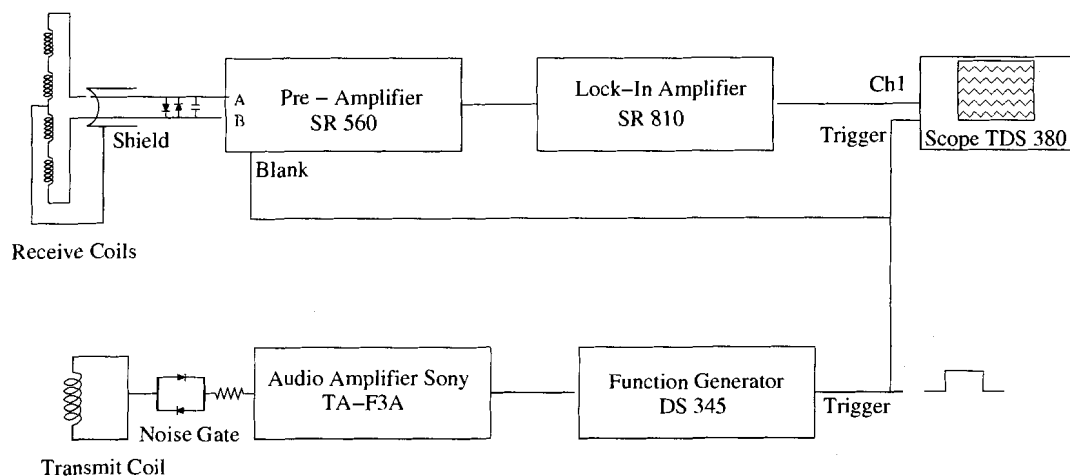 A
B
Pre – Amplifier
SR 560
Lock–In Amplifier
SR 810
Ch1
Trigger
Scope TDS 380
Shield
Blank
Receive Coils
Audio Amplifier Sony
TA–F3A
Function Generator
DS 345
Trigger
Noise Gate
Transmit Coil